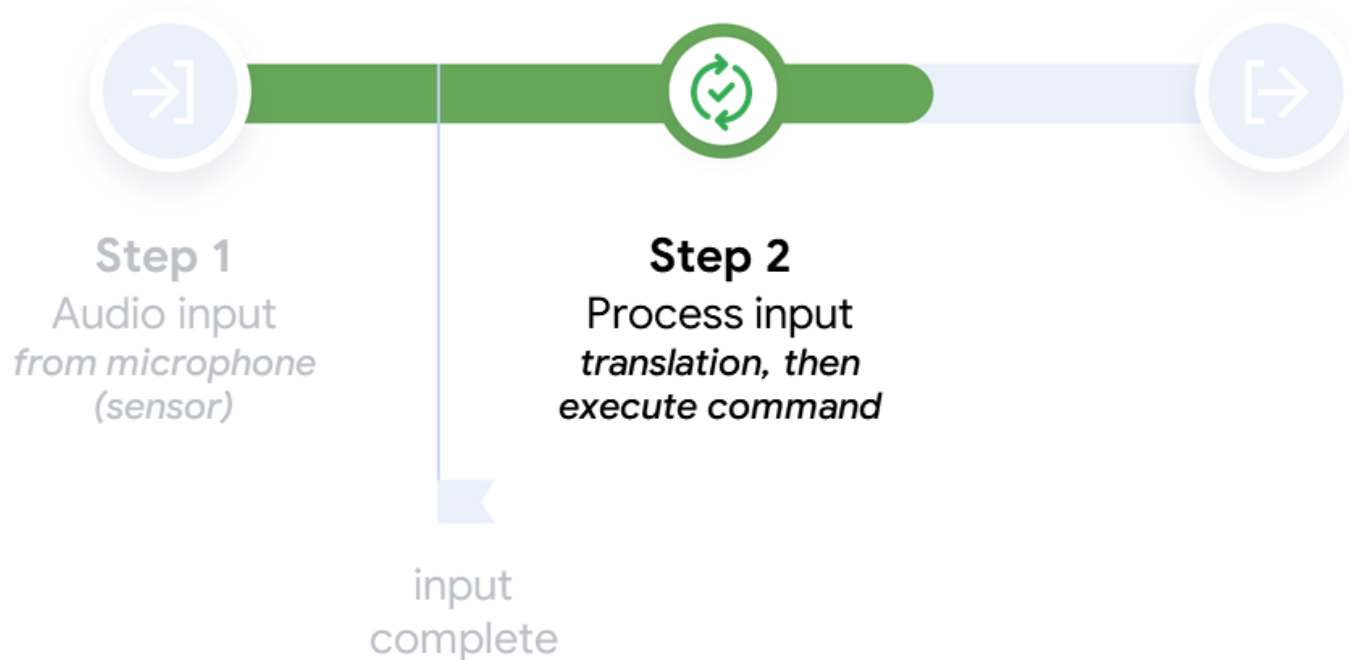 Step 1
Audio input
from microphone
(sensor)
Step 2
Process input
translation, then
execute command
input
complete